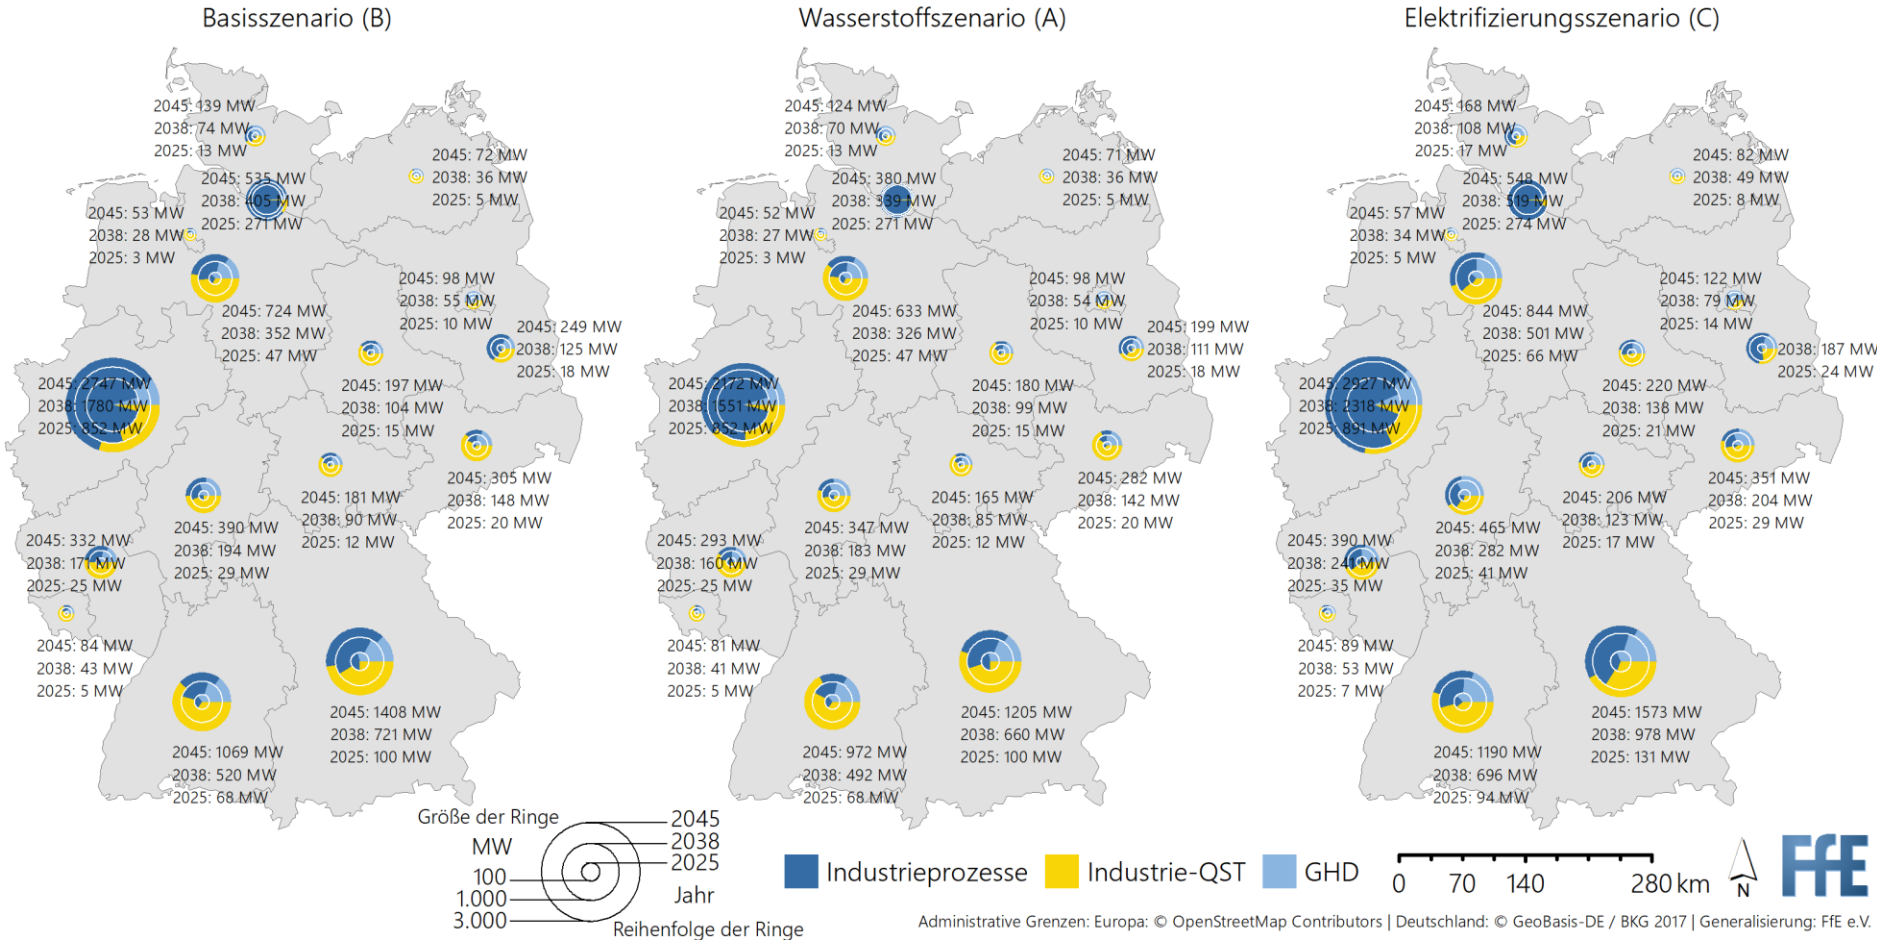 Basisszenario (B)
Wasserstoffszenario (A)
Elektrifizierungsszenario (C)
2045: 139 MW
2038: 74 MW
2025: 13 MW
2045: 72 MW
2038: 36 MW
2025: 5 MW
2045: 535 MW
2038: 405 MW
2025: 271 MW
2045: 53 MW
2038: 28 MW
2025: 3 MW
2045: 98 MW
2038: 55 MW
2025: 10 MW
2045: 724 MW
2038: 352 MW
2025: 47 MW
2045: 249 MW
2038: 125 MW
2025: 18 MW
2045: 2747 MW
2038: 1780 MW
2025: 852 MW
2045: 197 MW
2038: 104 MW
2025: 15 MW
2045: 305 MW
2038: 148 MW
2025: 20 MW
2045: 181 MW
2038: 90 MW
2025: 12 MW
2045: 390 MW
2038: 194 MW
2025: 29 MW
2045: 332 MW
2038: 171 MW
2025: 25 MW
2045: 84 MW
2038: 43 MW
2025: 5 MW
2045: 1408 MW
2038: 721 MW
2025: 100 MW
2045: 1069 MW
2038: 520 MW
2025: 68 MW
2045: 124 MW
2038: 70 MW
2025: 13 MW
2045: 71 MW
2038: 36 MW
2025: 5 MW
2045: 380 MW
2038: 339 MW
2025: 271 MW
2045: 52 MW
2038: 27 MW
2025: 3 MW
2045: 98 MW
2038: 54 MW
2025: 10 MW
2045: 633 MW
2038: 326 MW
2025: 47 MW
2045: 199 MW
2038: 111 MW
2025: 18 MW
2045: 2172 MW
2038: 1551 MW
2025: 852 MW
2045: 180 MW
2038: 99 MW
2025: 15 MW
2045: 282 MW
2038: 142 MW
2025: 20 MW
2045: 165 MW
2038: 85 MW
2025: 12 MW
2045: 347 MW
2038: 183 MW
2025: 29 MW
2045: 293 MW
2038: 160 MW
2025: 25 MW
2045: 81 MW
2038: 41 MW
2025: 5 MW
2045: 1205 MW
2038: 660 MW
2025: 100 MW
2045: 972 MW
2038: 492 MW
2025: 68 MW
2045: 168 MW
2038: 108 MW
2025: 17 MW
2045: 82 MW
2038: 49 MW
2025: 8 MW
2045: 548 MW
2038: 519 MW
2025: 274 MW
2045: 57 MW
2038: 34 MW
2025: 5 MW
2045: 122 MW
2038: 79 MW
2025: 14 MW
2045: 844 MW
2038: 501 MW
2025: 66 MW
2038: 187 MW
2025: 24 MW
2045: 2927 MW
2038: 2318 MW
2025: 891 MW
2045: 220 MW
2038: 138 MW
2025: 21 MW
2045: 351 MW
2038: 204 MW
2025: 29 MW
2045: 206 MW
2038: 123 MW
2025: 17 MW
2045: 465 MW
2038: 282 MW
2025: 41 MW
2045: 390 MW
2038: 241 MW
2025: 35 MW
2045: 89 MW
2038: 53 MW
2025: 7 MW
2045: 1573 MW
2038: 978 MW
2025: 131 MW
2045: 1190 MW
2038: 696 MW
2025: 94 MW
Größe der Ringe
MW
100
1.000
3.000
2045
2038
2025
Jahr
Reihenfolge der Ringe
Industrieprozesse
Industrie-QST
GHD
0 70 140 280 km
N
FfE
Administrative Grenzen: Europa: © OpenStreetMap Contributors | Deutschland: © GeoBasis-DE / BKG 2017 | Generalisierung: FfE e.V.